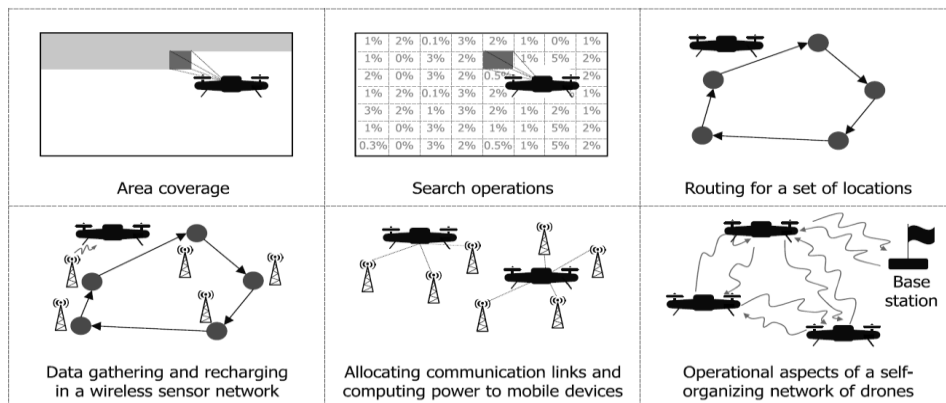 1% 2% 0.1% 3% 2% 1% 0% 1%
1% 0% 3% 2% 1% 5% 2%
2% 0% 3% 2% 0.5% 2%
1% 2% 0.1% 3% 2% 1%
3% 2% 1% 3% 2% 1% 2% 1%
1% 0% 3% 2% 1% 1% 5% 2%
0.3% 0% 3% 2% 0.5% 1% 5% 2%
Area coverage
Search operations
Routing for a set of locations
Base
station
Data gathering and recharging
in a wireless sensor network
Allocating communication links and
computing power to mobile devices
Operational aspects of a self-
organizing network of drones